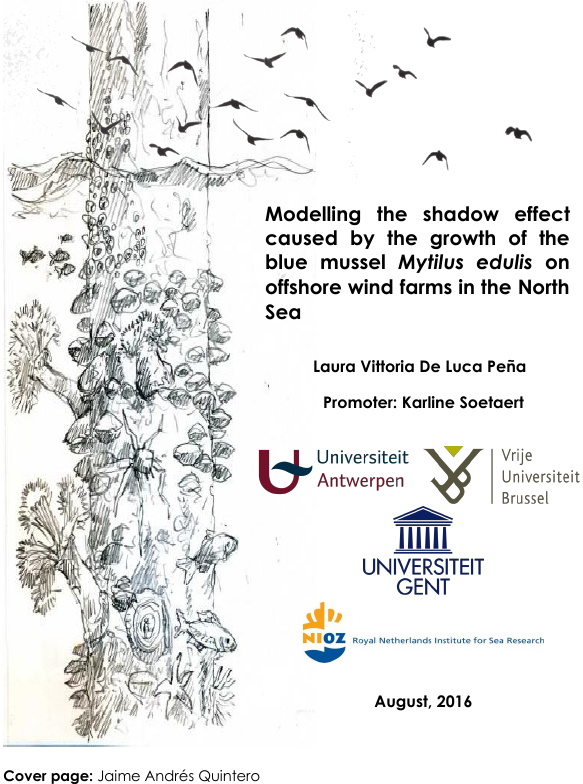 Modelling the shadow effect
caused by the growth of the
blue mussel Mytilus edulis on
offshore wind farms in the North
Sea
Laura Vittoria De Luca Peña
Promoter: Karline Soetaert
Universiteit
Antwerpen
Vrije
Universiteit
Brussel
UNIVERSITEIT
GENT
NIOZ Royal Netherlands Institute for Sea Research
August, 2016
Cover page: Jaime Andrés Quintero